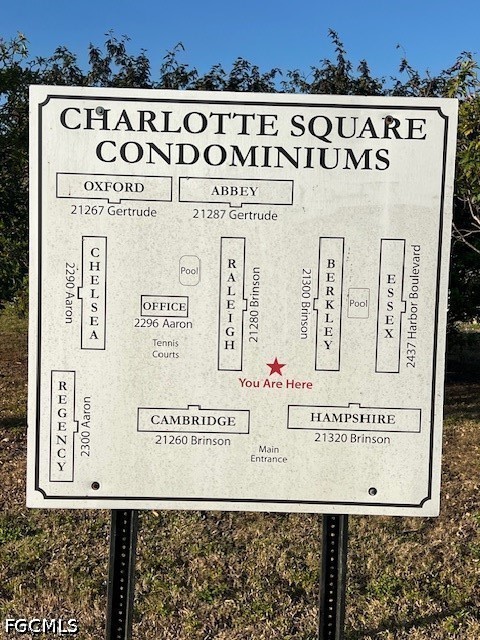 CHARLOTTE SQUARE
CONDOMINIUMS
OXFORD
21267 Gertrude
ABBEY
21287 Gertrude
CHELSEA
2290 Aaron
Pool
OFFICE
2296 Aaron
Tennis
Courts
RALEIGH
21280 Brinson
BERKLEY
21300 Brinson
Pool
ESSEX
2437 Harbor Boulevard
You Are Here
REGENCY
2300 Aaron
CAMBRIDGE
21260 Brinson
HAMPSHIRE
21320 Brinson
Main
Entrance
FGCMLS